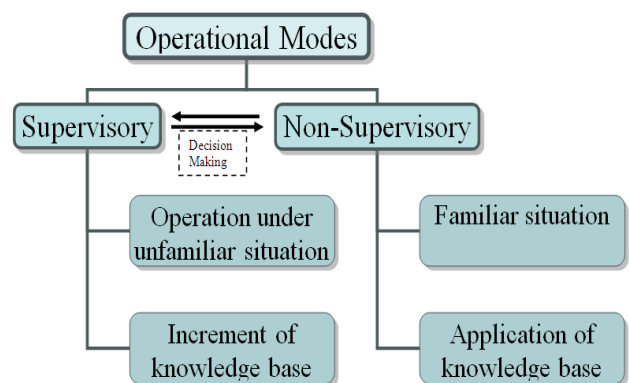 Operational Modes
Supervisory
Non-Supervisory
Decision
Making
Operation under
unfamiliar situation
Familiar situation
Increment of
knowledge base
Application of
knowledge base